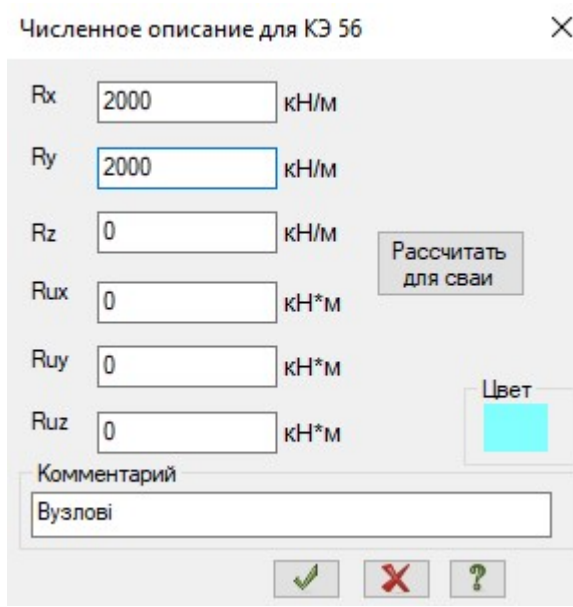 Численное описание для КЭ 56
Rx 2000 кН/м
Ry 2000 кН/м
Rz 0 кН/м
Рассчитать
для сваи
Rux 0 кН*м
Ruy 0 кН*м
Цвет
Ruz 0 кН*м
Комментарий
Вузлові
?